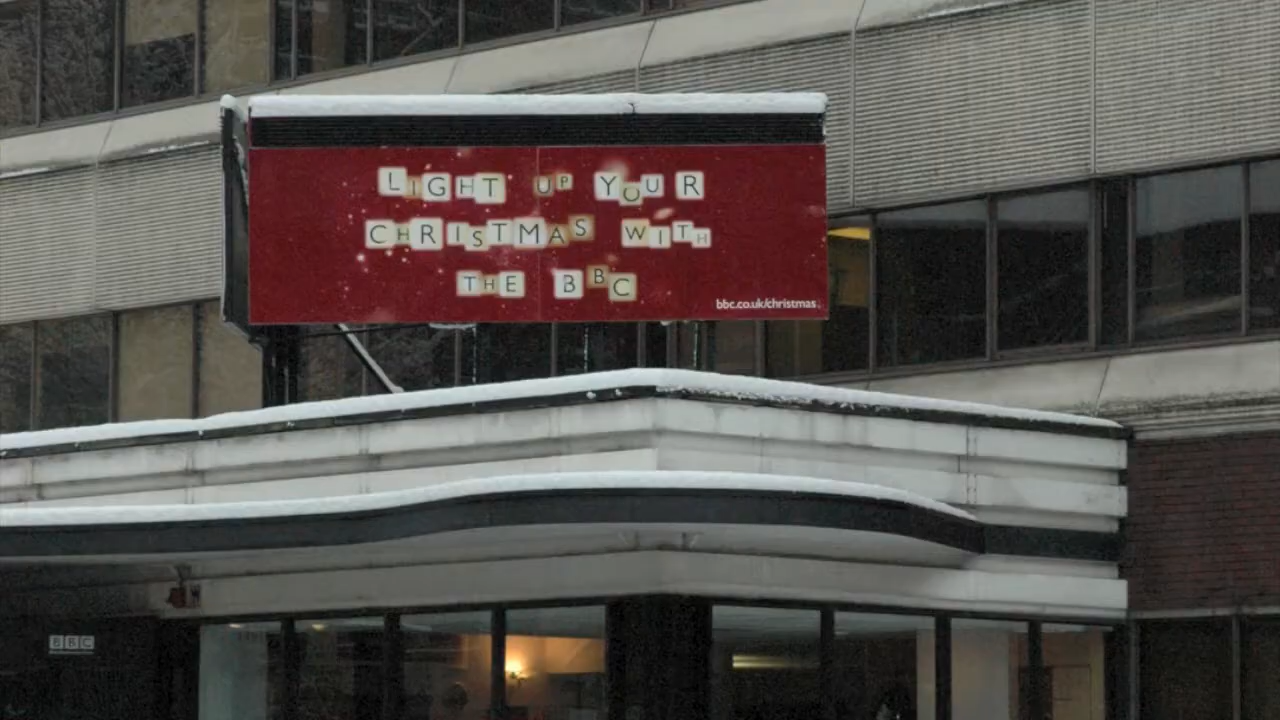 LIGHT UP YOUR
CHRISTMAS WITH
THE BBC
bbc.co.uk/christmas
BBC